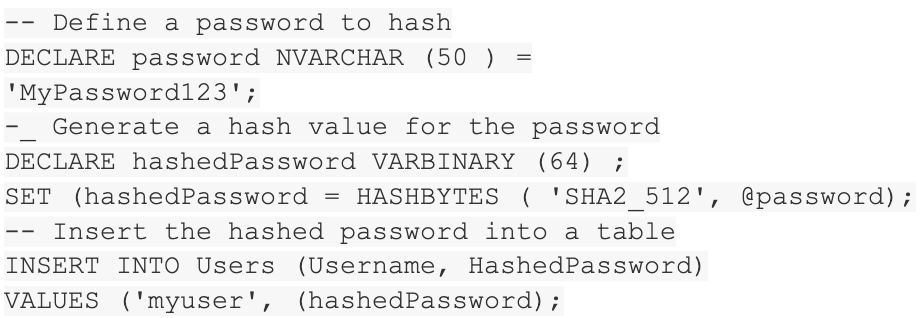 -- Define a password to hash
DECLARE password NVARCHAR (50 ) =
'MyPassword123';
-_ Generate a hash value for the password
DECLARE hashedPassword VARBINARY (64) ;
SET (hashedPassword = HASHBYTES ( 'SHA2_512', @password);
-- Insert the hashed password into a table
INSERT INTO Users (Username, HashedPassword)
VALUES ('myuser', (hashedPassword);